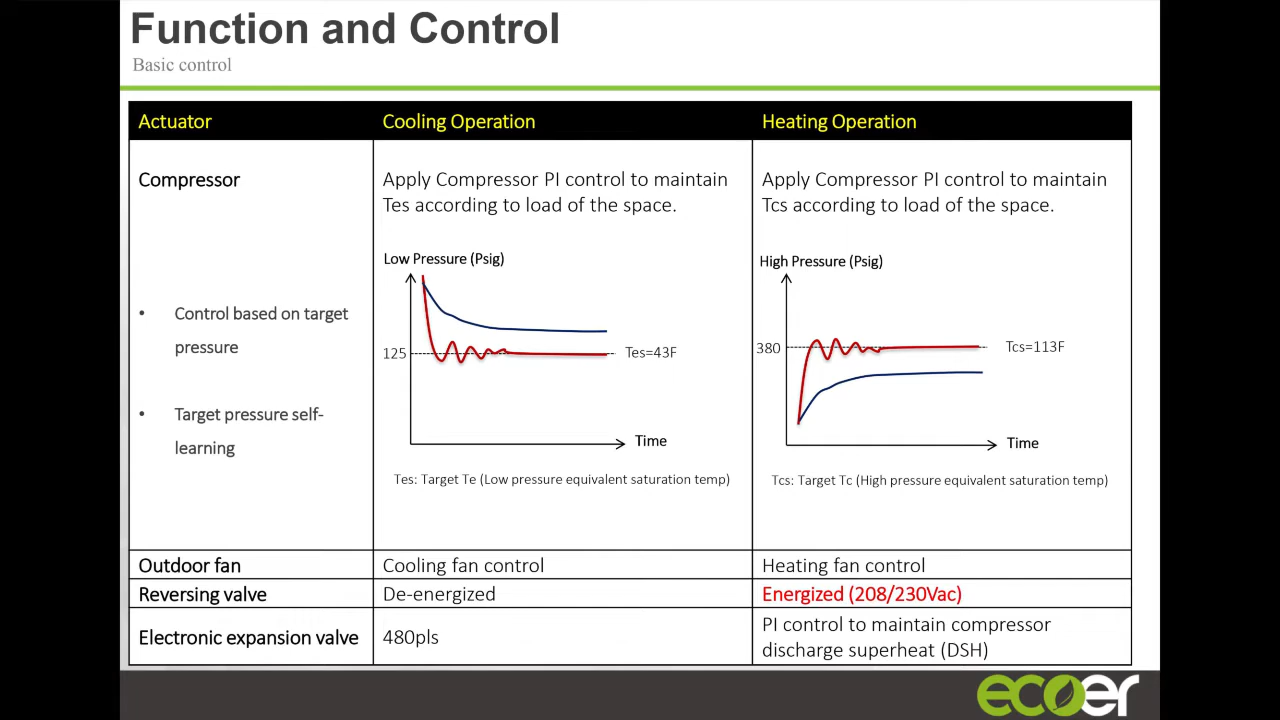 Function and Control
Basic control
Actuator
Cooling Operation
Heating Operation
Compressor
Apply Compressor PI control to maintain
Tes according to load of the space.
Apply Compressor PI control to maintain
Tcs according to load of the space.
• Control based on target
pressure
• Target pressure self-
learning
Low Pressure (Psig)
125
Tes=43F
Time
Tes: Target Te (Low pressure equivalent saturation temp)
High Pressure (Psig)
380
Tcs=113F
Time
Tcs: Target Tc (High pressure equivalent saturation temp)
Outdoor fan
Cooling fan control
Heating fan control
Reversing valve
De-energized
Energized (208/230Vac)
Electronic expansion valve
480pls
PI control to maintain compressor
discharge superheat (DSH)
ecoer